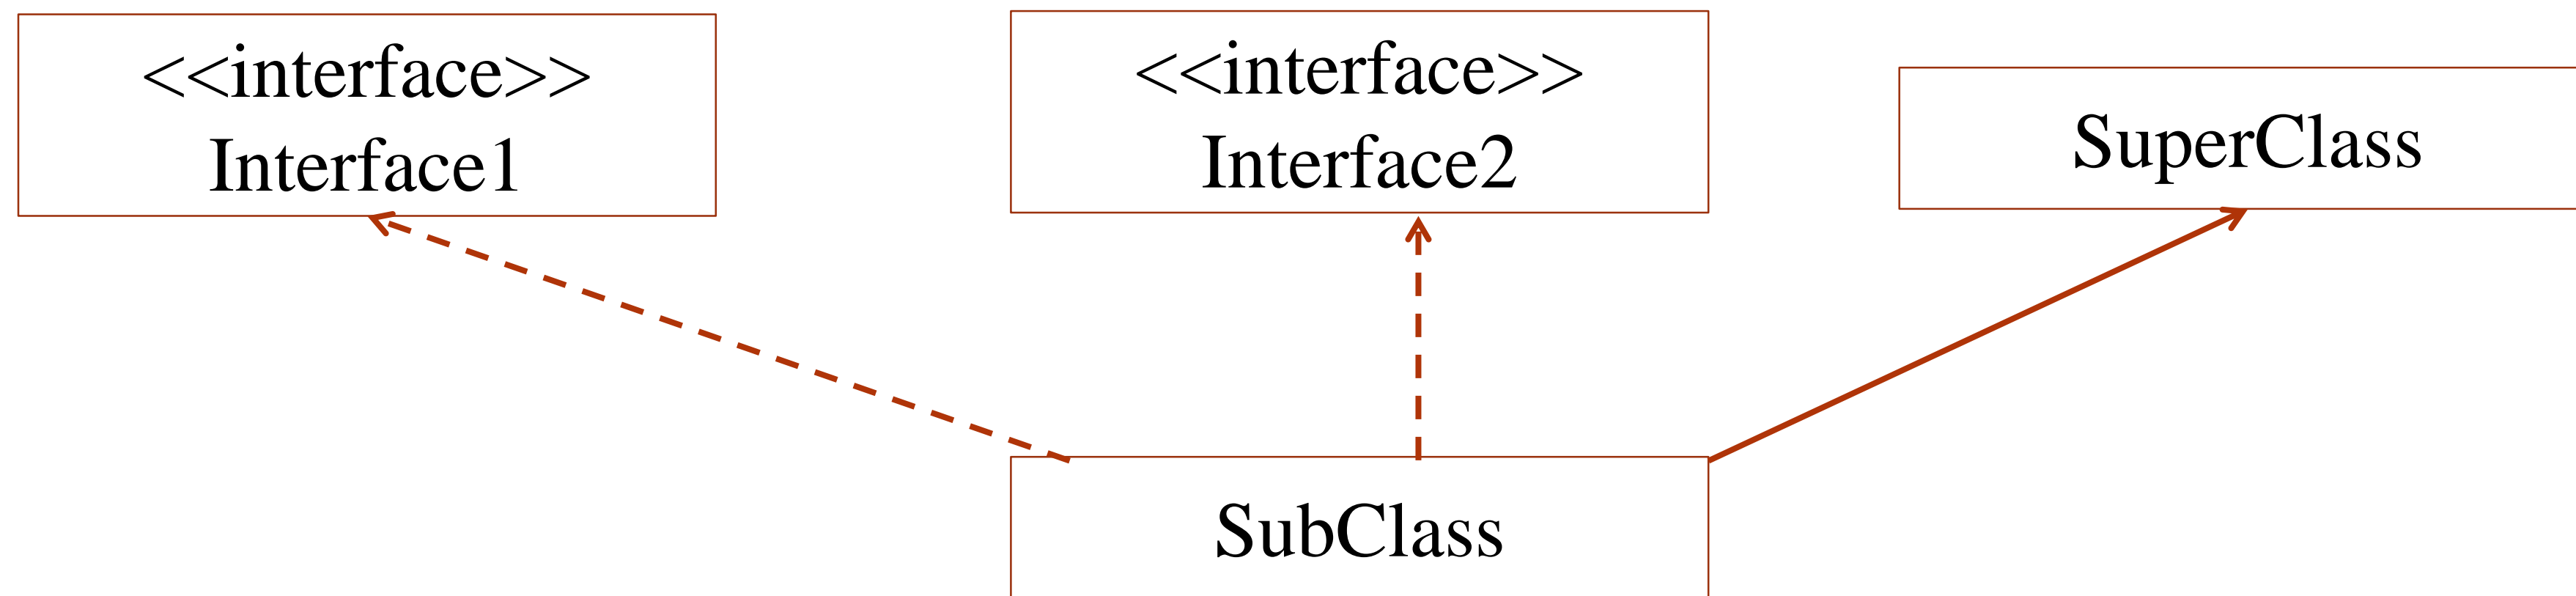 <<interface>>
Interface1
<<interface>>
Interface2
SuperClass
SubClass